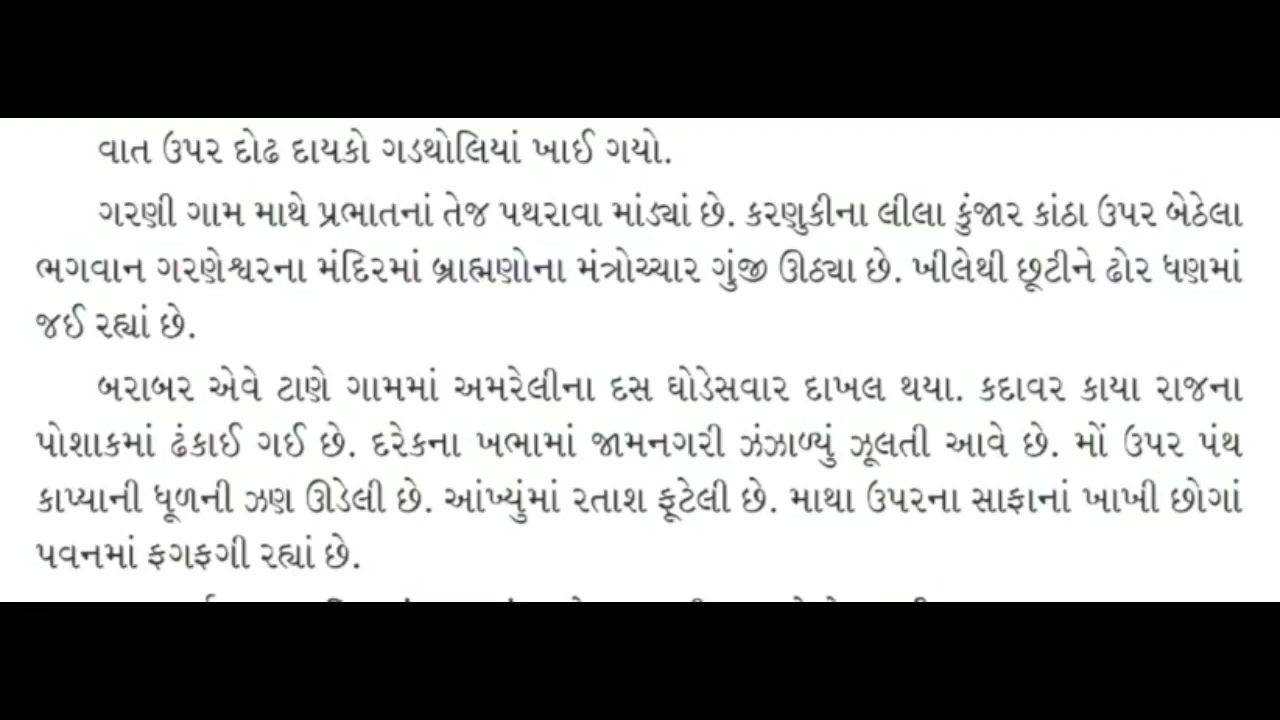 વાત ઉપર દોઢ દાયકો ગડથોલિયાં ખાઈ ગયો.
ગરણી ગામ માથે પ્રભાતનાં તેજ પથરાવા માંડ્યાં છે. કરણુકીના લીલા કુંજાર કાંઠા ઉપર બેઠેલા
ભગવાન ગરણેશ્વરના મંદિરમાં બ્રાહ્મણોના મંત્રોચ્ચાર ગુંજી ઊઠ્યા છે. ખીલેથી છૂટીને ઢોર ધણમાં
જઈ રહ્યાં છે.
બરાબર એવે ટાણે ગામમાં અમરેલીના દસ ઘોડેસવાર દાખલ થયા. કદાવર કાયા રાજના
પોશાકમાં ઢંકાઈ ગઈ છે. દરેકના ખભામાં જામનગરી ઝંઝાળ્યું ઝૂલતી આવે છે. મોં ઉપર પંથ
કાપ્યાની ધૂળની ઝણ ઊડેલી છે. આંખ્યુંમાં રતાશ ફૂટેલી છે. માથા ઉપરના સાફાનાં ખાખી છોગાં
પવનમાં ફગફગી રહ્યાં છે.